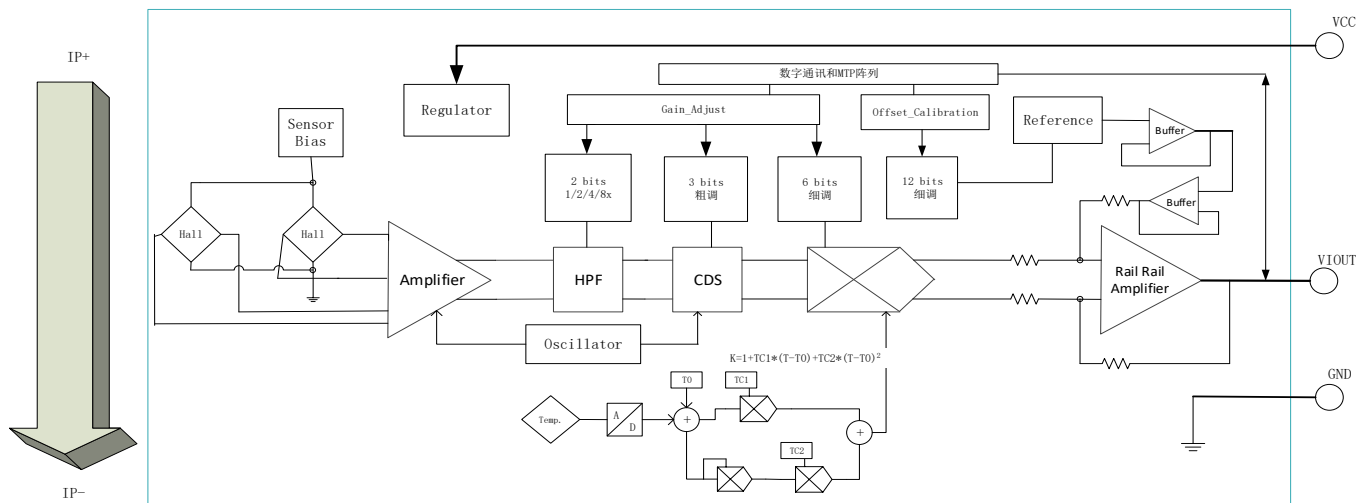 VCC
IP+
数字通讯和MTP阵列
Regulator
Gain_Adjust
Offset_Calibration
Reference
Buffer
Sensor
Bias
2 bits
1/2/4/8x
3 bits
粗调
6 bits
细调
12 bits
细调
Buffer
Hall
Hall
Amplifier
HPF
CDS
Rail Rail
Amplifier
VIOUT
Oscillator
K=1+TC1*(T-T0)+TC2*(T-T0)²
T0
TC1
GND
Temp.
A
D
+
+
TC2
IP-